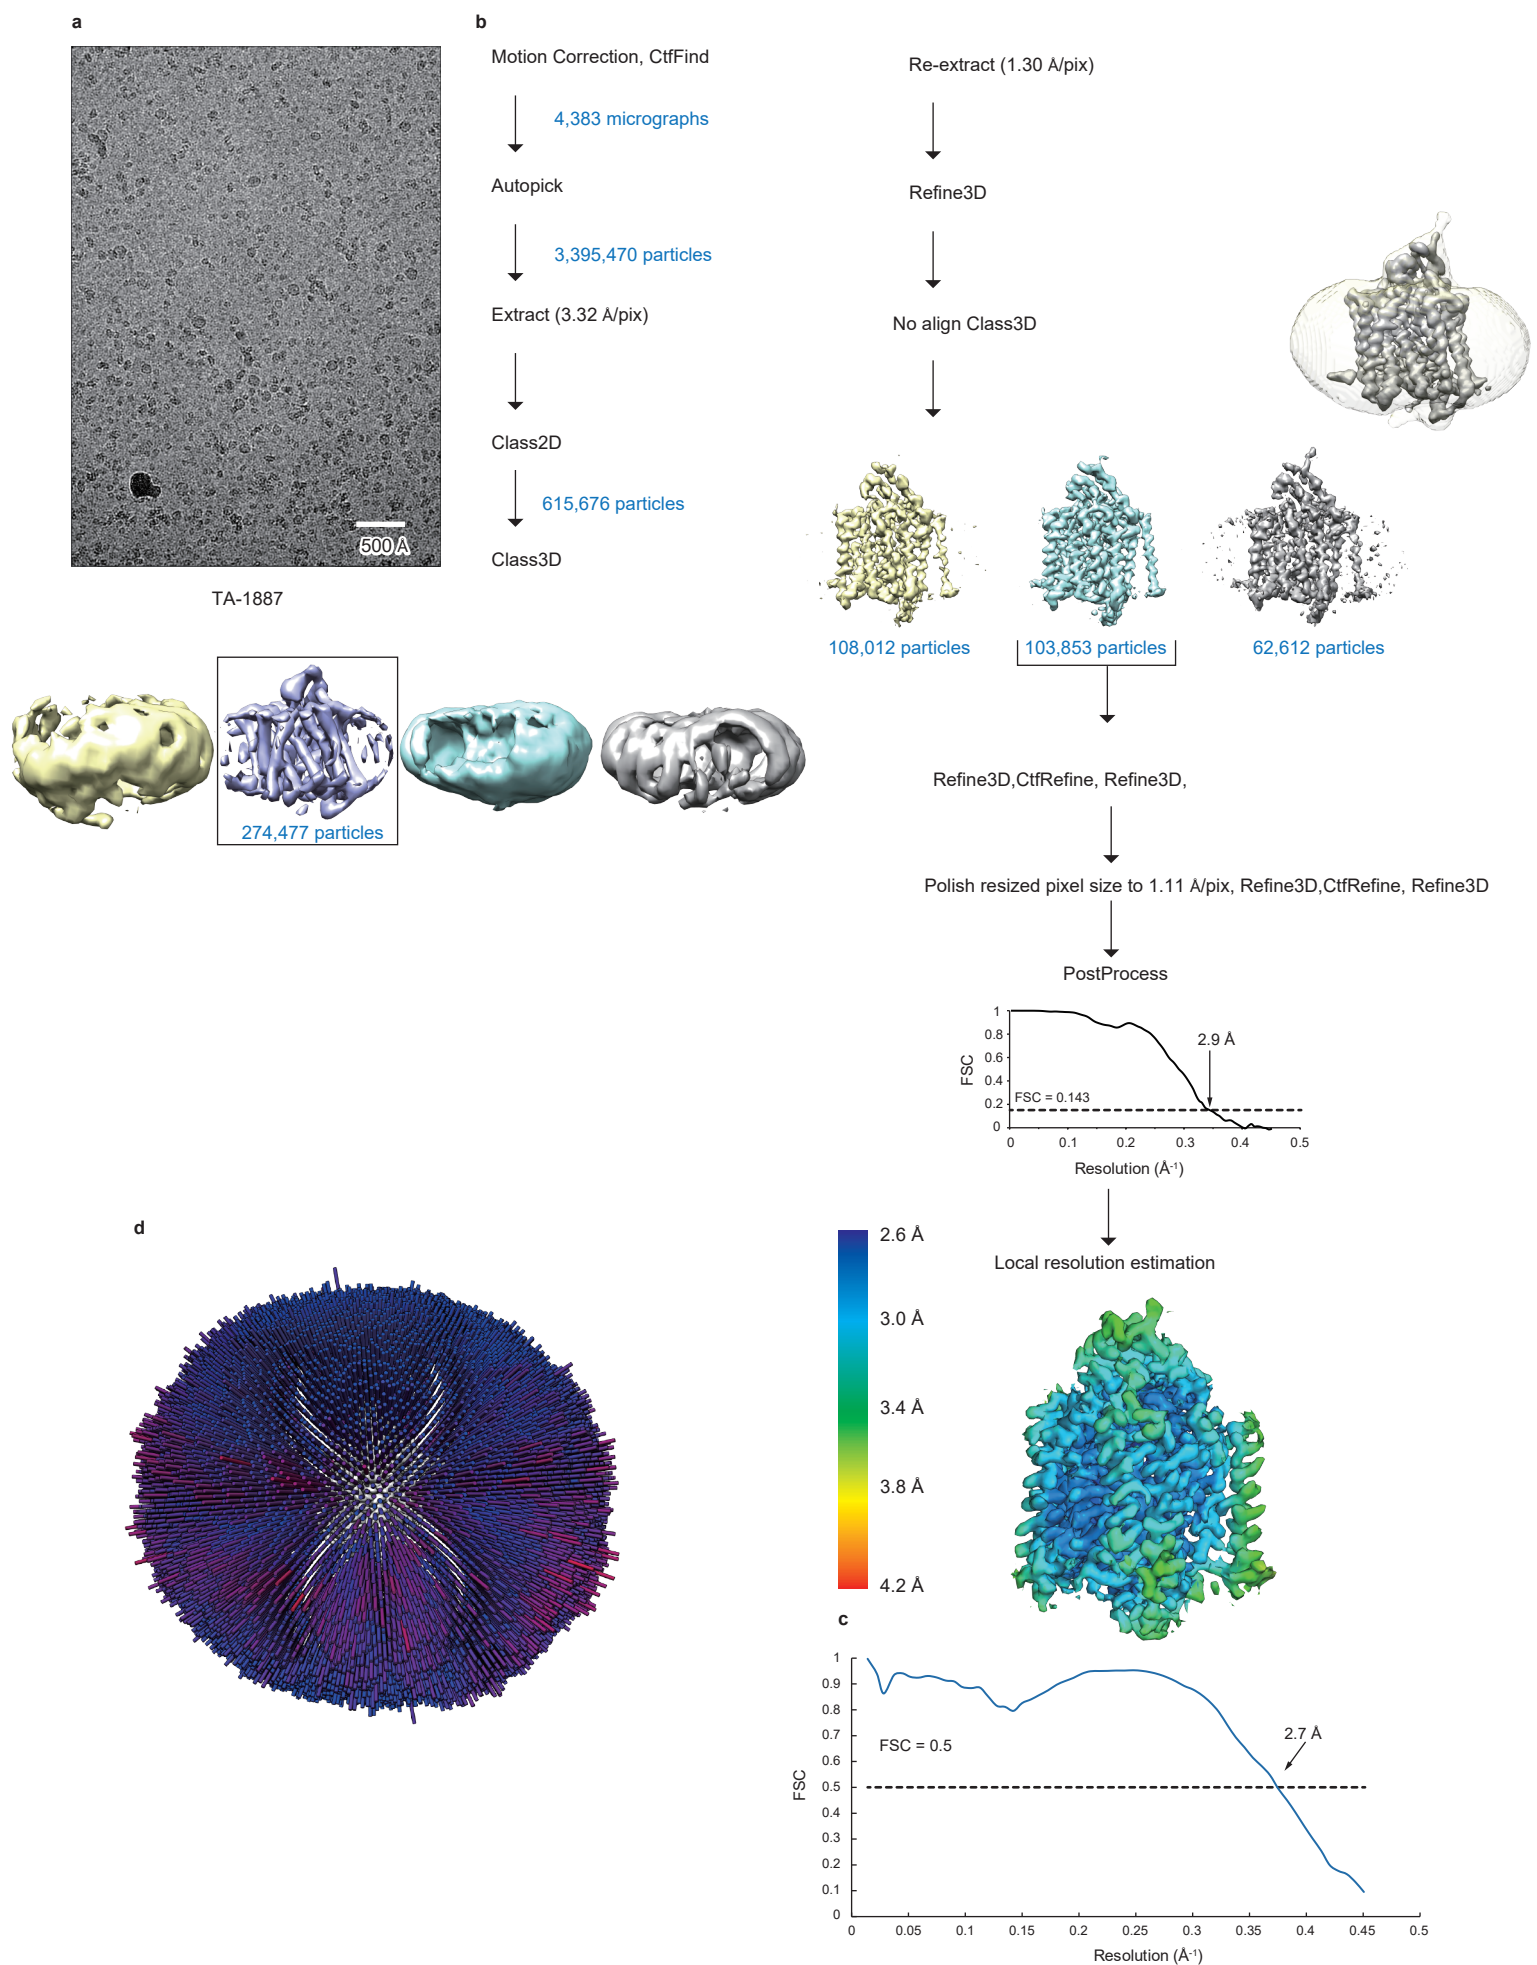 a
500 Å
TA-1887
b
Motion Correction, CtfFind
4,383 micrographs
Autopick
3,395,470 particles
Extract (3.32 Å/pix)
Class2D
615,676 particles
Class3D
274,477 particles
Re-extract (1.30 Å/pix)
Refine3D
No align Class3D
108,012 particles
103,853 particles
62,612 particles
Refine3D,CtfRefine, Refine3D,
Polish resized pixel size to 1.11 Å/pix, Refine3D,CtfRefine, Refine3D
PostProcess
1
0.8
0.6
0.4
0.2
0
FSC
2.9 Å
FSC = 0.143
0 0.1 0.2 0.3 0.4 0.5
Resolution (Å-1)
Local resolution estimation
2.6 Å
3.0 Å
3.4 Å
3.8 Å
4.2 Å
c
1
0.9
0.8
0.7
0.6
0.5
0.4
0.3
0.2
0.1
0
FSC
FSC = 0.5
2.7 Å
0 0.05 0.1 0.15 0.2 0.25 0.3 0.35 0.4 0.45 0.5
Resolution (Å-1)
d